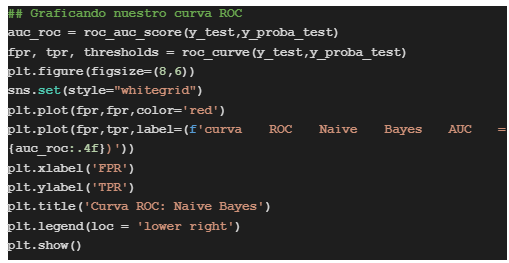 ## Graficando nuestro curva ROC
auc_roc = roc_auc_score(y_test,y_proba_test)
fpr, tpr, thresholds = roc_curve(y_test,y_proba_test)
plt.figure(figsize=(8,6))
sns.set(style="whitegrid")
plt.plot(fpr,fpr,color='red')
plt.plot(fpr,tpr,label=(f'curva ROC Naive Bayes AUC =
{auc_roc:.4f})'))
plt.xlabel('FPR')
plt.ylabel('TPR')
plt.title('Curva ROC: Naive Bayes')
plt.legend(loc = 'lower right')
plt.show()